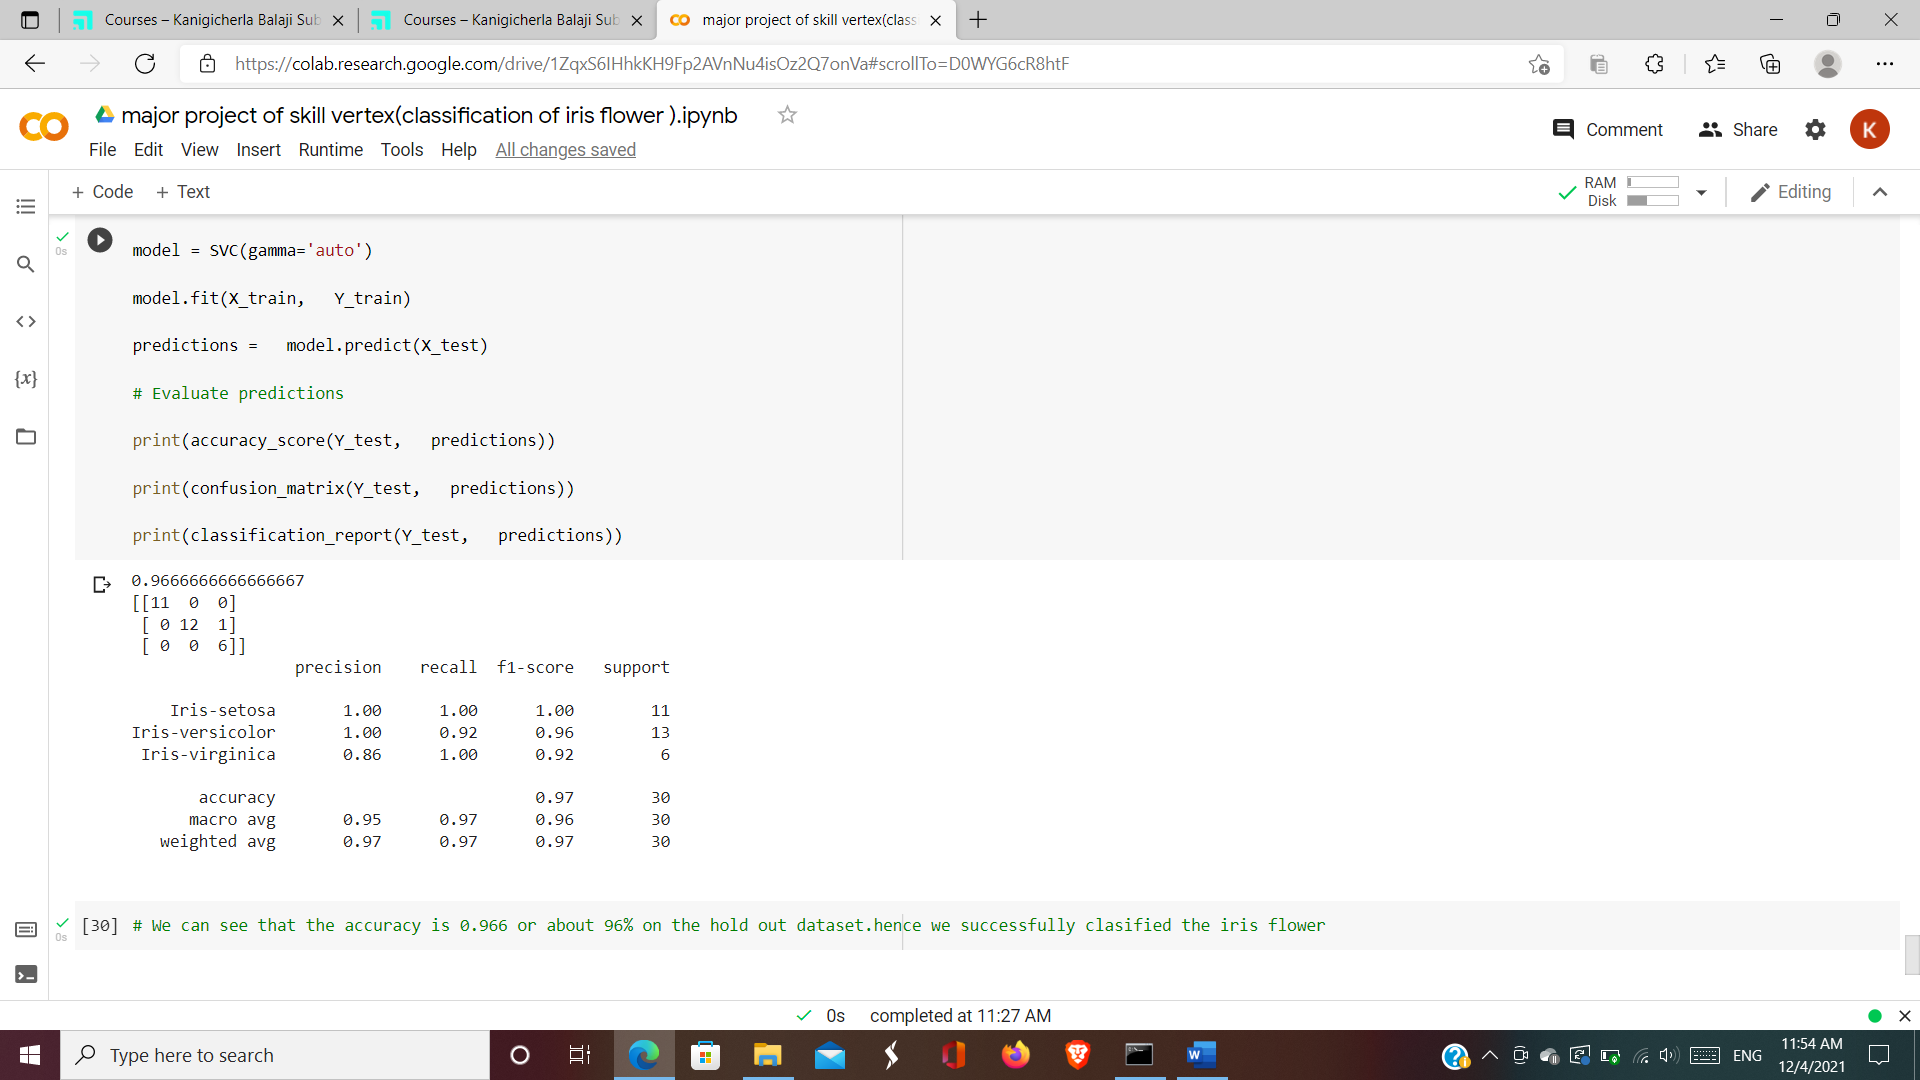 Courses – Kanigicherla Balaji Sub
Courses – Kanigicherla Balaji Sub
major project of skill vertex(class
https://colab.research.google.com/drive/1ZqxS6IHhkKH9Fp2AVnNu4isOz2Q7onVa#scrollTo=D0WYG6cR8htF
CO major project of skill vertex(classification of iris flower ).ipynb
Comment Share K
File Edit View Insert Runtime Tools Help All changes saved
+ Code + Text
RAM
Disk
Editing
0s
model = SVC(gamma='auto')
model.fit(X_train,   Y_train)
predictions =   model.predict(X_test)
{x}
# Evaluate predictions
print(accuracy_score(Y_test,   predictions))
print(confusion_matrix(Y_test,   predictions))
print(classification_report(Y_test,   predictions))
0.9666666666666667
[[11  0  0]
 [ 0 12  1]
 [ 0  0  6]]
precision    recall  f1-score   support
Iris-setosa       1.00      1.00      1.00        11
Iris-versicolor       1.00      0.92      0.96        13
Iris-virginica       0.86      1.00      0.92         6
accuracy                           0.97        30
macro avg       0.95      0.97      0.96        30
weighted avg       0.97      0.97      0.97        30
0s
[30] # We can see that the accuracy is 0.966 or about 96% on the hold out dataset.hence we successfully clasified the iris flower
0s completed at 11:27 AM
Type here to search
ENG
11:54 AM
12/4/2021